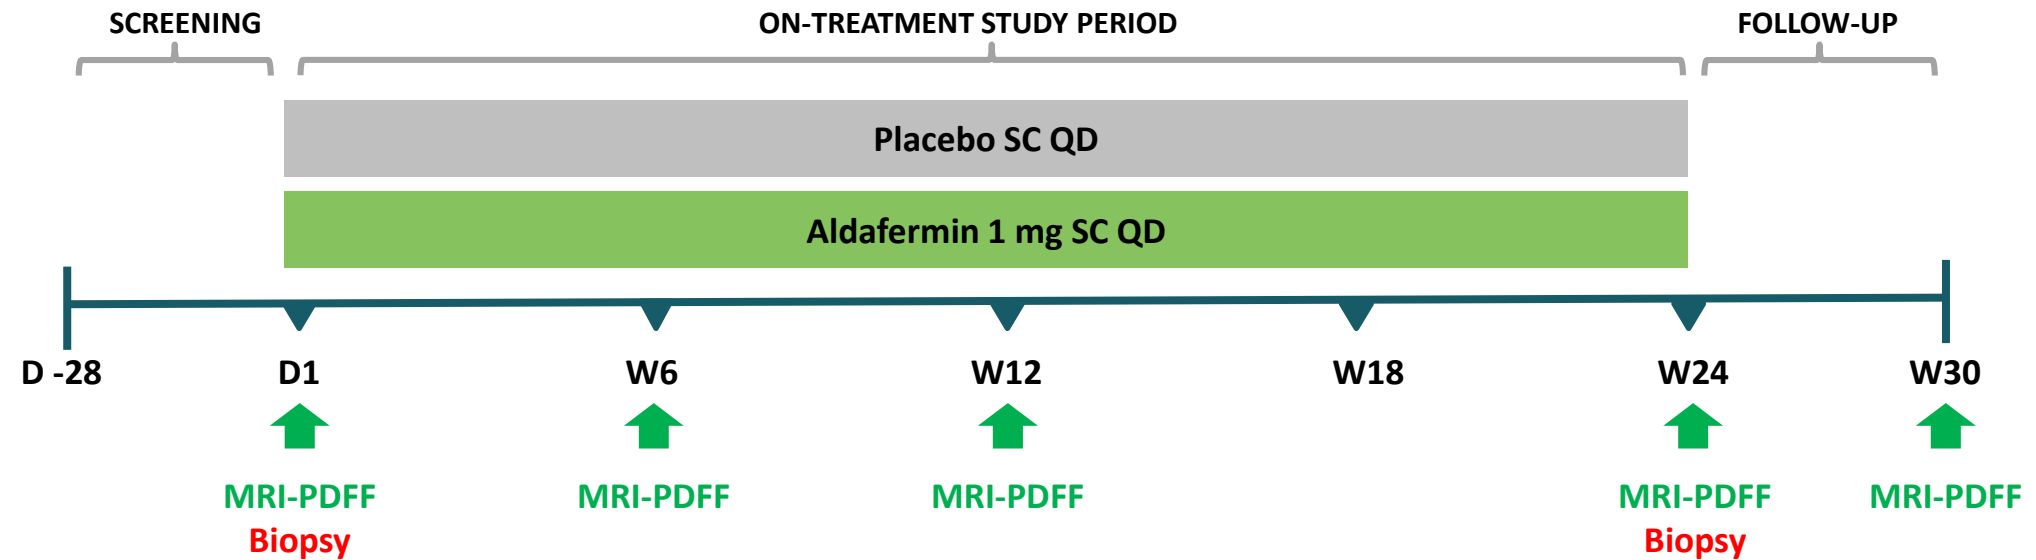 SCREENING
ON-TREATMENT STUDY PERIOD
FOLLOW-UP
Placebo SC QD
Aldafermin 1 mg SC QD
D -28
D1
W6
W12
W18
W24
W30
MRI-PDFF
Biopsy
MRI-PDFF
MRI-PDFF
MRI-PDFF
Biopsy
MRI-PDFF